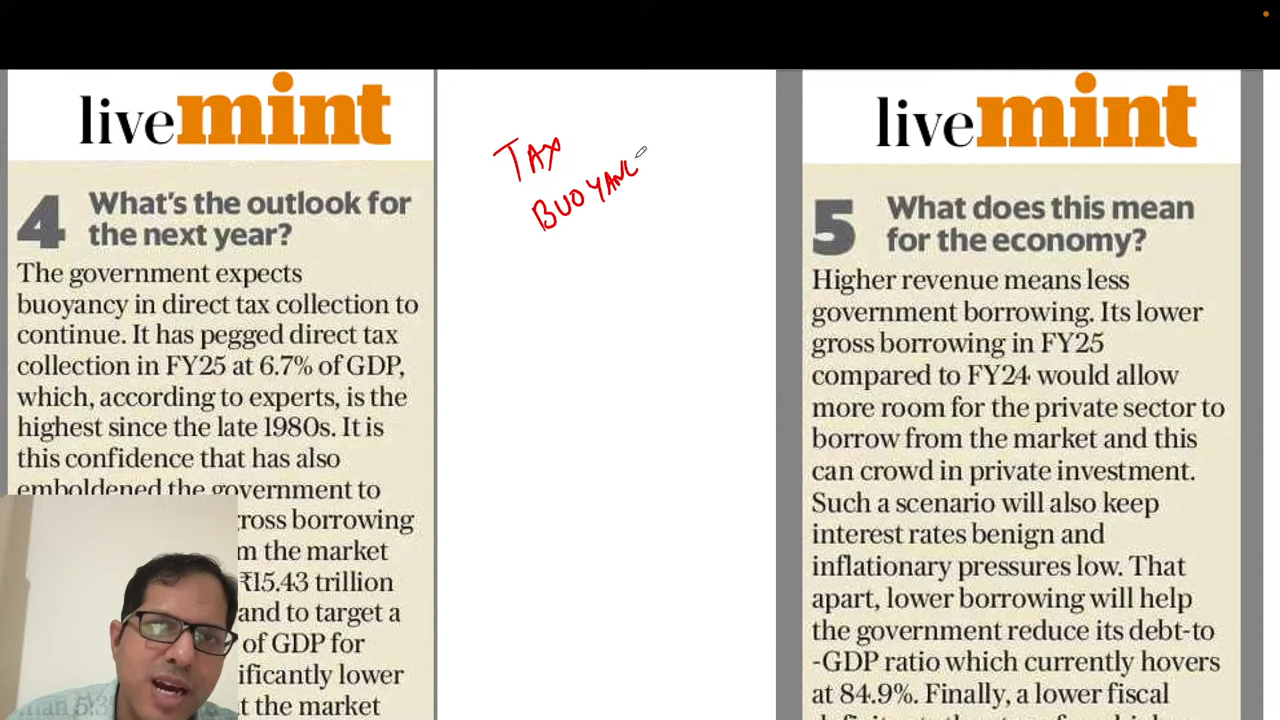 livemint
4 What's the outlook for
the next year?
The government expects
buoyancy in direct tax collection to
continue. It has pegged direct tax
collection in FY25 at 6.7% of GDP,
which, according to experts, is the
highest since the late 1980s. It is
this confidence that has also
emboldened the government to
gross borrowing
the market
₹15.43 trillion
and to target a
of GDP for
lower
the market
TAX
BUOYANC
livemint
5 What does this mean
for the economy?
Higher revenue means less
government borrowing. Its lower
gross borrowing in FY25
compared to FY24 would allow
more room for the private sector to
borrow from the market and this
can crowd in private investment.
Such a scenario will also keep
interest rates benign and
inflationary pressures low. That
apart, lower borrowing will help
the government reduce its debt-to
-GDP ratio which currently hovers
at 84.9%. Finally, a lower fiscal